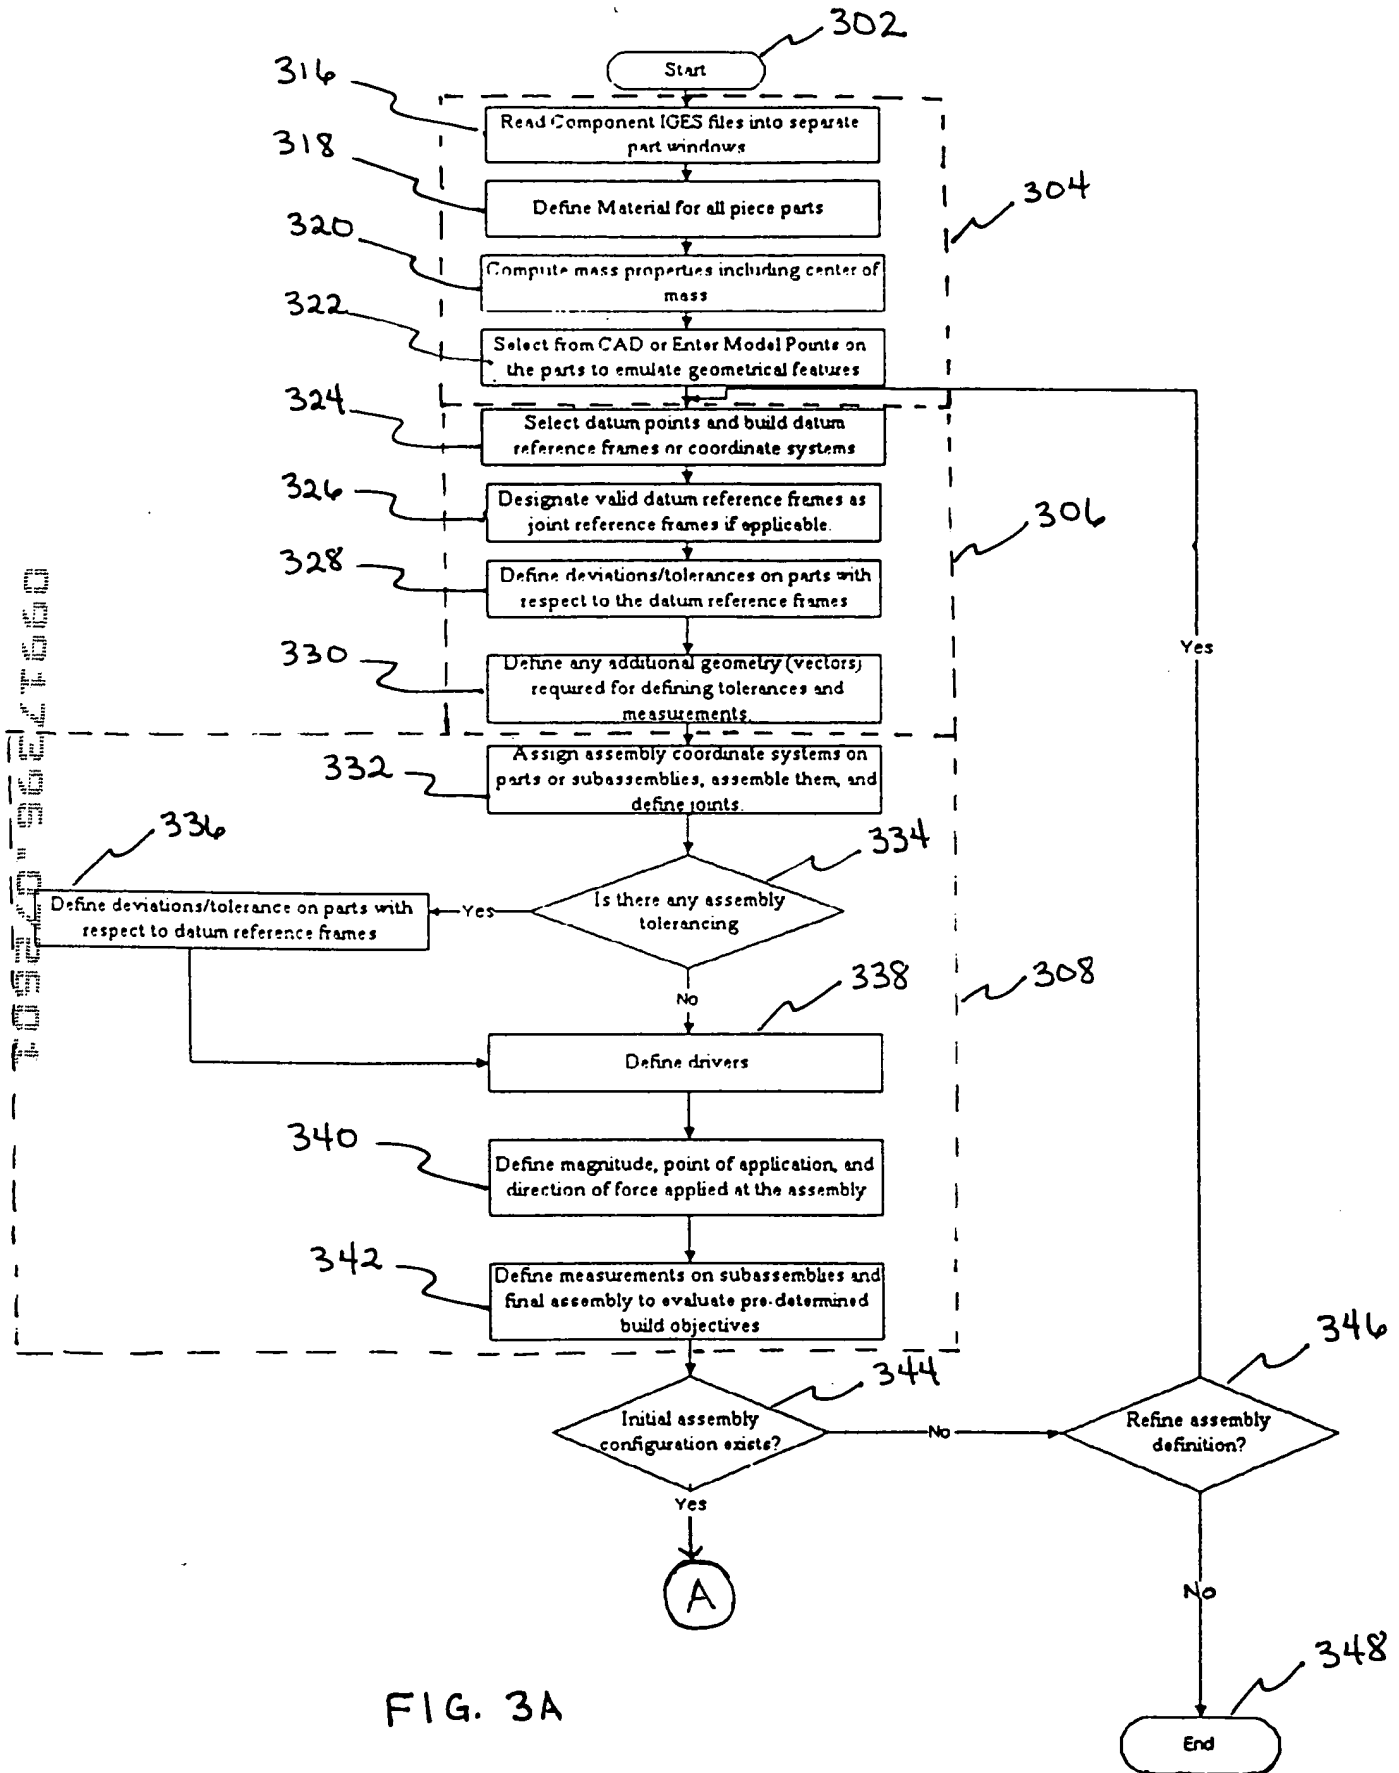 302
Start
316
Read Component IGES files into separate
part windows
318
Define Material for all piece parts
304
320
Compute mass properties including center of
mass
322
Select from CAD or Enter Model Points on
the parts to emulate geometrical features
324
Select datum points and build datum
reference frames or coordinate systems
326
Designate valid datum reference frames as
joint reference frames if applicable.
306
328
Define deviations/tolerances on parts with
respect to the datum reference frames
Yes
330
Define any additional geometry (vectors)
required for defining tolerances and
measurements.
332
Assign assembly coordinate systems on
parts or subassemblies, assemble them, and
define joints.
336
334
Is there any assembly
tolerancing
Yes
Define deviations/tolerance on parts with
respect to datum reference frames
No
338
308
Define drivers
340
Define magnitude, point of application, and
direction of force applied at the assembly
342
Define measurements on subassemblies and
final assembly to evaluate pre-determined
build objectives
344
346
Initial assembly
configuration exists?
No
Refine assembly
definition?
Yes
A
No
348
End
FIG. 3A